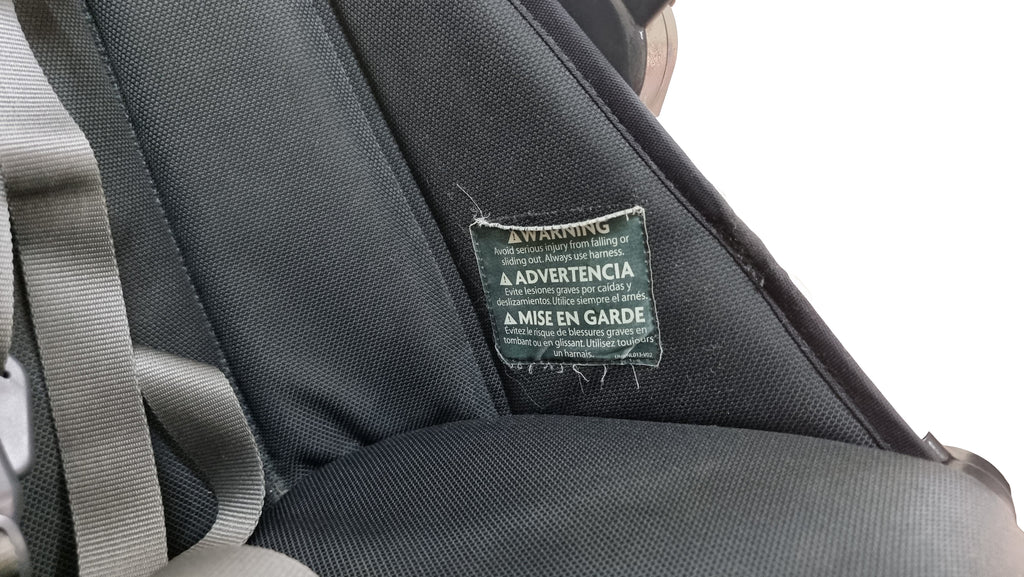 ⚠WARNING
Avoid serious injury from falling or
sliding out. Always use harness.
⚠ADVERTENCIA
Evite lesiones graves por caídas y
deslizamientos. Utilice siempre el arnés.
⚠MISE EN GARDE
Évitez le risque de blessures graves en
tombant ou en glissant. Utilisez toujours
un harnais.